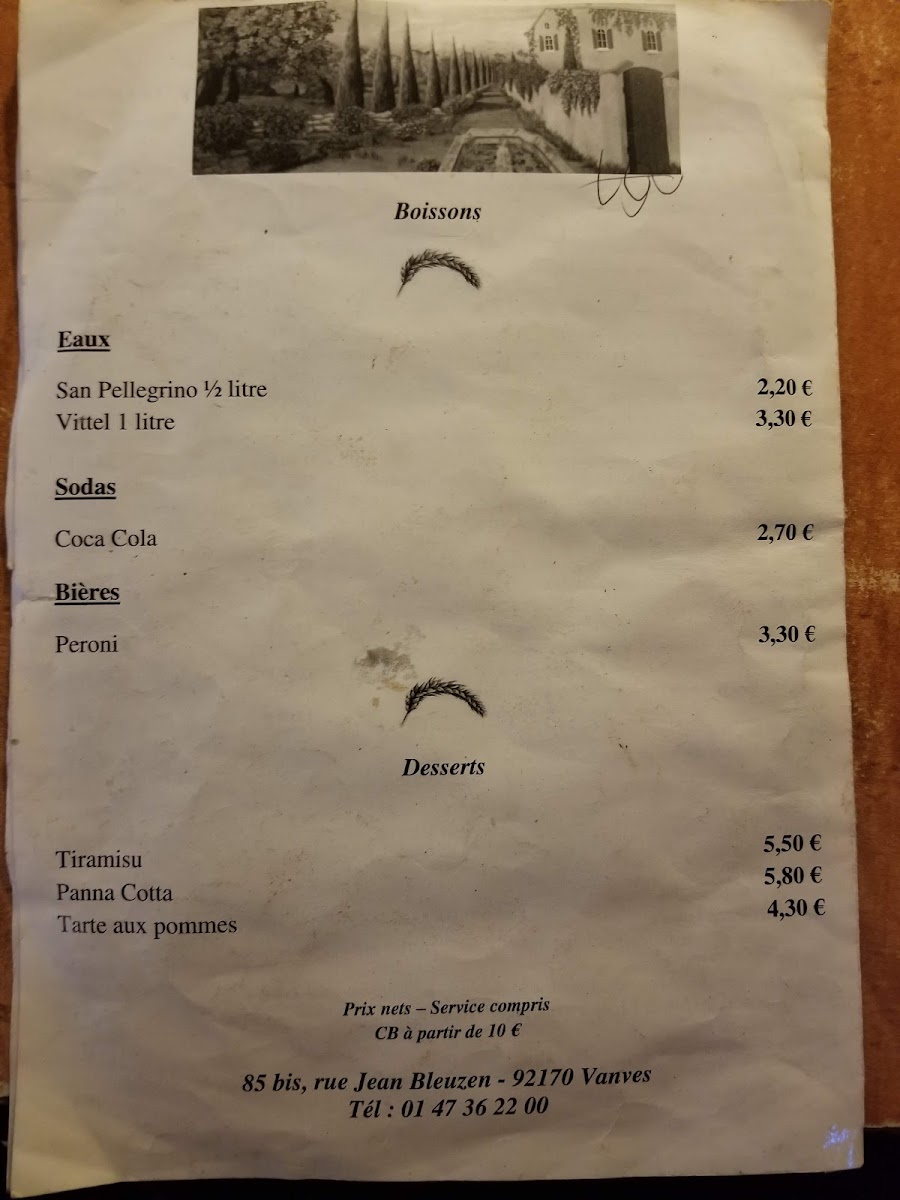 Boissons
Eaux
San Pellegrino ½ litre 2,20 €
Vittel 1 litre 3,30 €
Sodas
Coca Cola 2,70 €
Bières
Peroni 3,30 €
Desserts
Tiramisu 5,50 €
Panna Cotta 5,80 €
Tarte aux pommes 4,30 €
Prix nets – Service compris
CB à partir de 10 €
85 bis, rue Jean Bleuzen - 92170 Vanves
Tél : 01 47 36 22 00